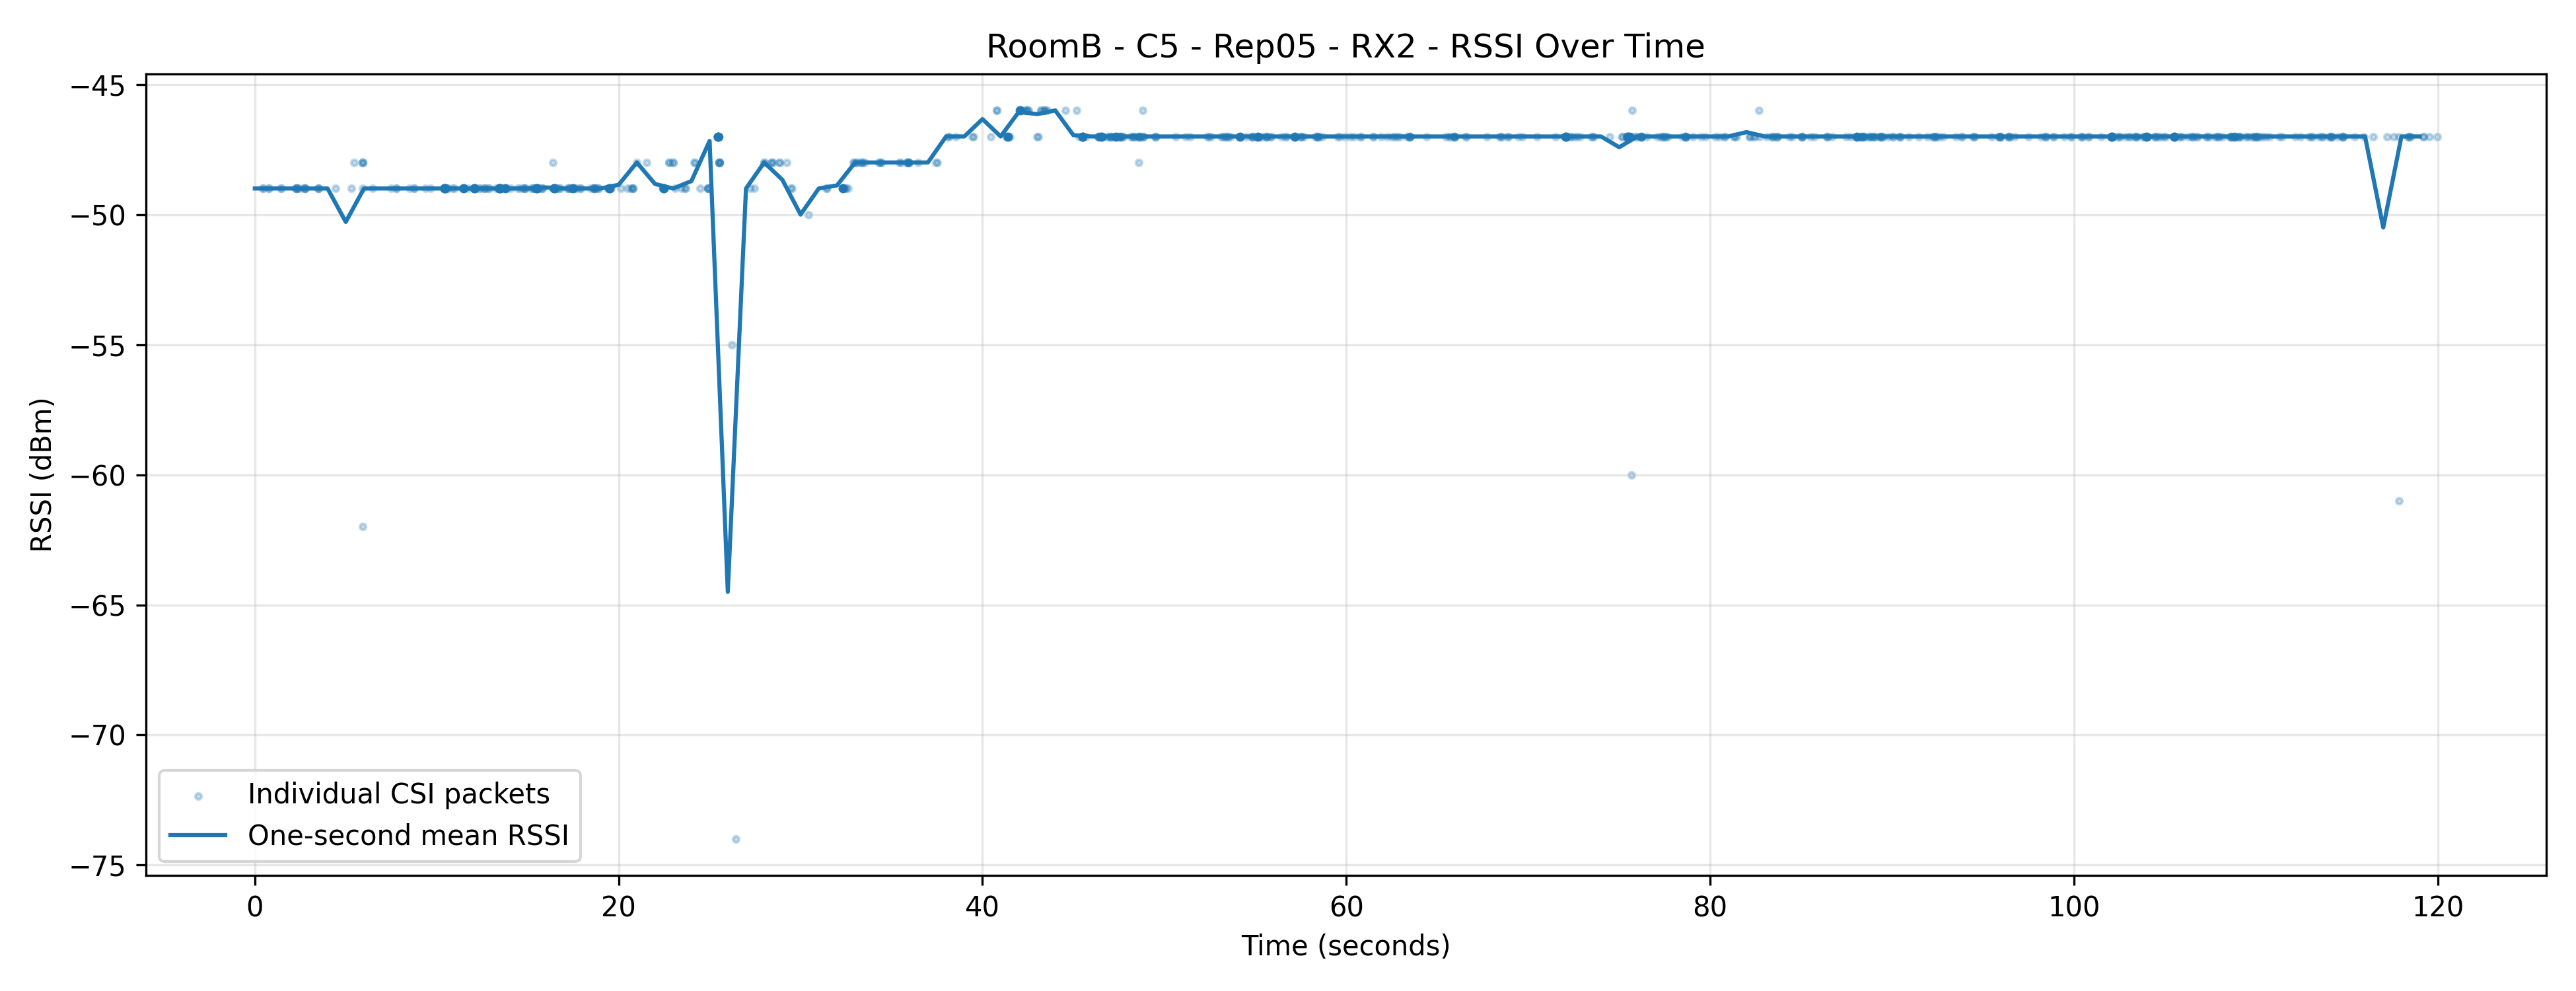 RoomB - C5 - Rep05 - RX2 - RSSI Over Time
RSSI (dBm)
−45
−50
−55
−60
−65
−70
−75
Individual CSI packets
One-second mean RSSI
0 20 40 60 80 100 120
Time (seconds)